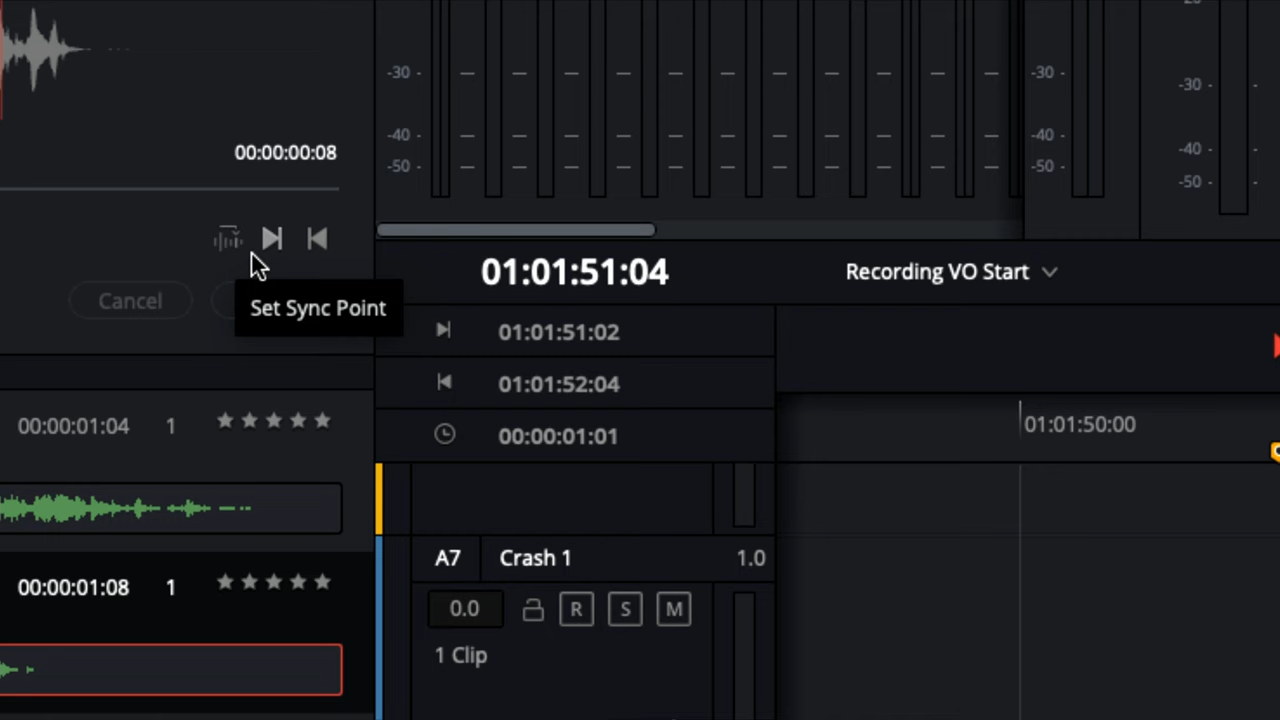 -30 -
-40 -
-50 -
-30 -
-40 -
-50 -
-30 -
-40 -
-50 -
00:00:00:08
Cancel
Set Sync Point
01:01:51:04
Recording VO Start
01:01:51:02
01:01:52:04
00:00:01:01
01:01:50:00
00:00:01:04 1
00:00:01:08 1
A7 Crash 1 1.0
0.0 R S M
1 Clip